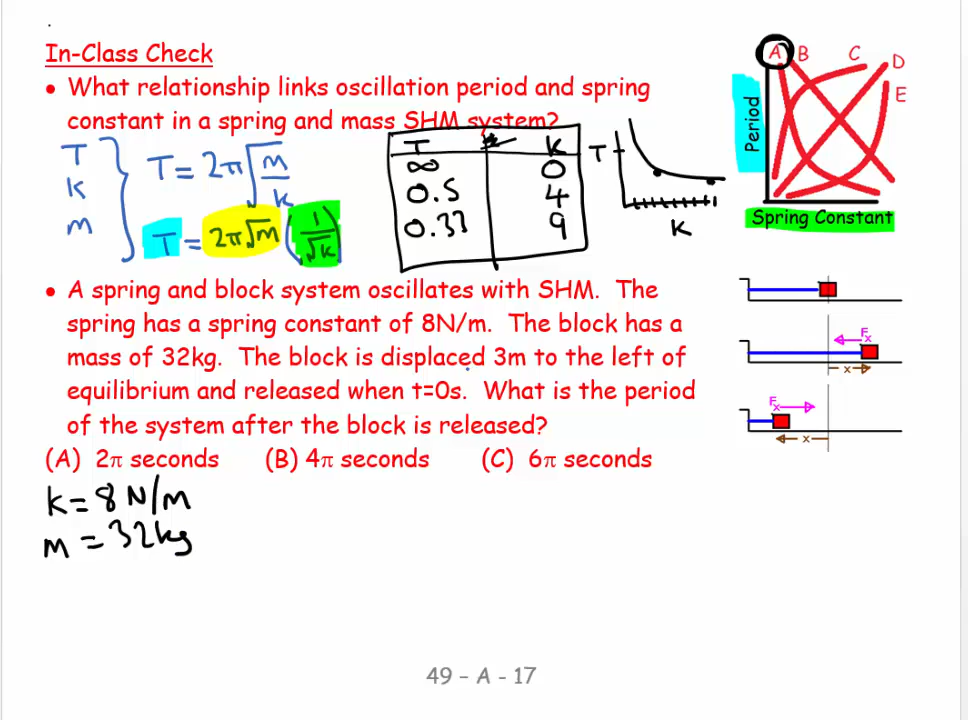 In-Class Check
• What relationship links oscillation period and spring
constant in a spring and mass SHM system?
T
k
m
T = 2π√m/k
T = 2π√m (1/√k)
T K
∞ 0
0.5 4
0.33 9
T
K
A B C D
E
Period
Spring Constant
• A spring and block system oscillates with SHM. The
spring has a spring constant of 8N/m. The block has a
mass of 32kg. The block is displaced 3m to the left of
equilibrium and released when t=0s. What is the period
of the system after the block is released?
(A) 2π seconds (B) 4π seconds (C) 6π seconds
Fx
x
Fx
x
k = 8 N/m
m = 32kg
49 – A - 17